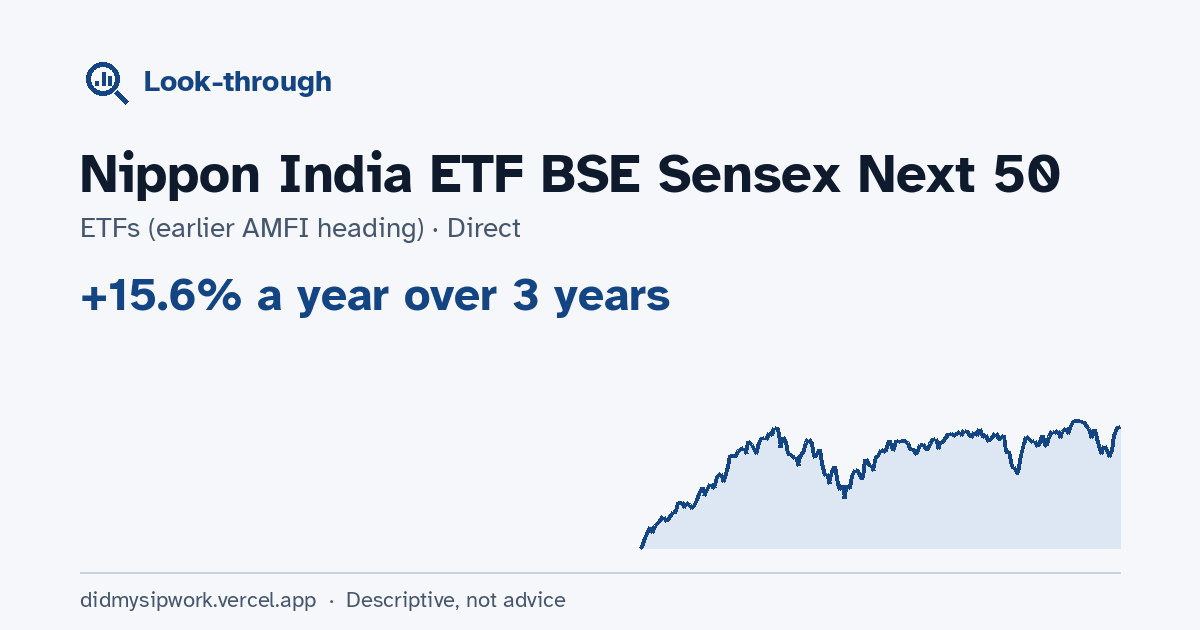 Look-through
Nippon India ETF BSE Sensex Next 50
ETFs (earlier AMFI heading) · Direct
+15.6% a year over 3 years
didmysipwork.vercel.app · Descriptive, not advice